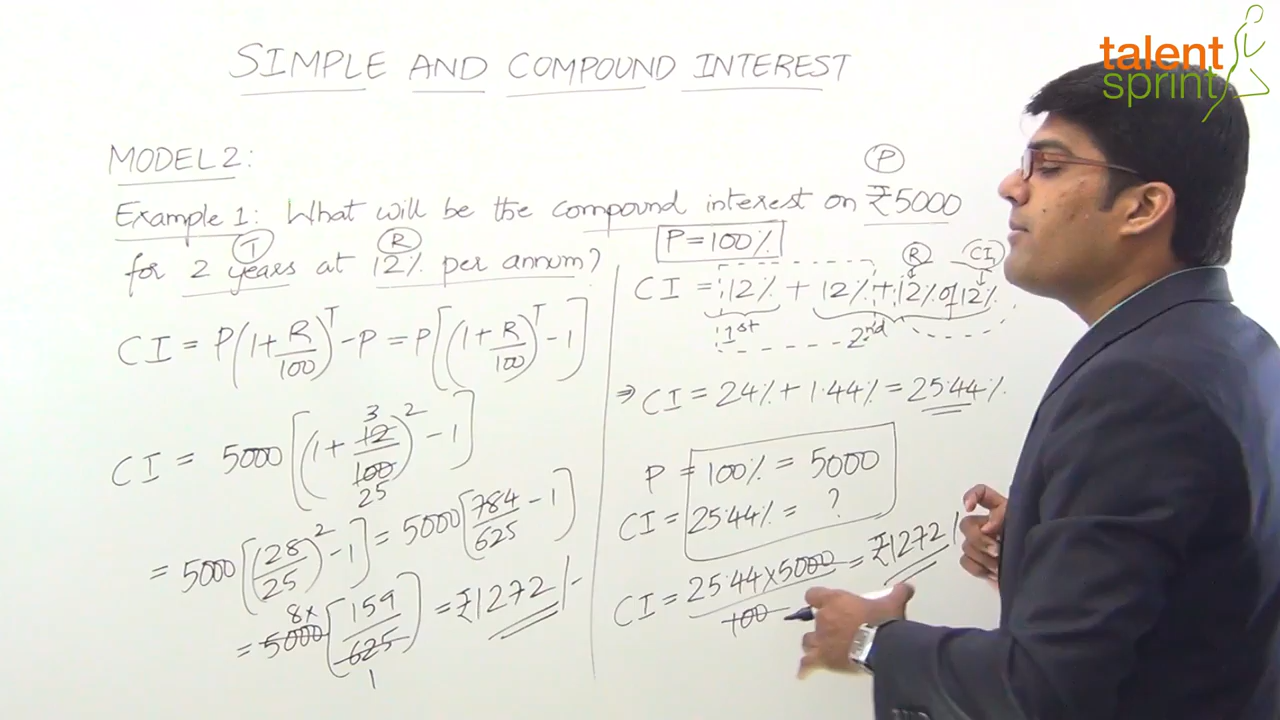 talent
sprint
SIMPLE AND COMPOUND INTEREST
MODEL 2:
P
Example 1: What will be the compound interest on ₹5000
T R
for 2 years at 12% per annum?
CI = P(1+R/100)^T - P = P[(1+R/100)^T - 1]
CI = 5000[(1+12/100)^2 - 1]
3
25
= 5000[(28/25)^2 - 1] = 5000[784/625 - 1]
8×
= 5000[159/625] = ₹1272/-
1
P = 100%
R CI
CI = 12% + 12% + 12% of 12%
1st 2nd
⇒ CI = 24% + 1.44% = 25.44%.
P = 100% = 5000
CI = 25.44% = ?
CI = 25.44×5000/100 = ₹1272/